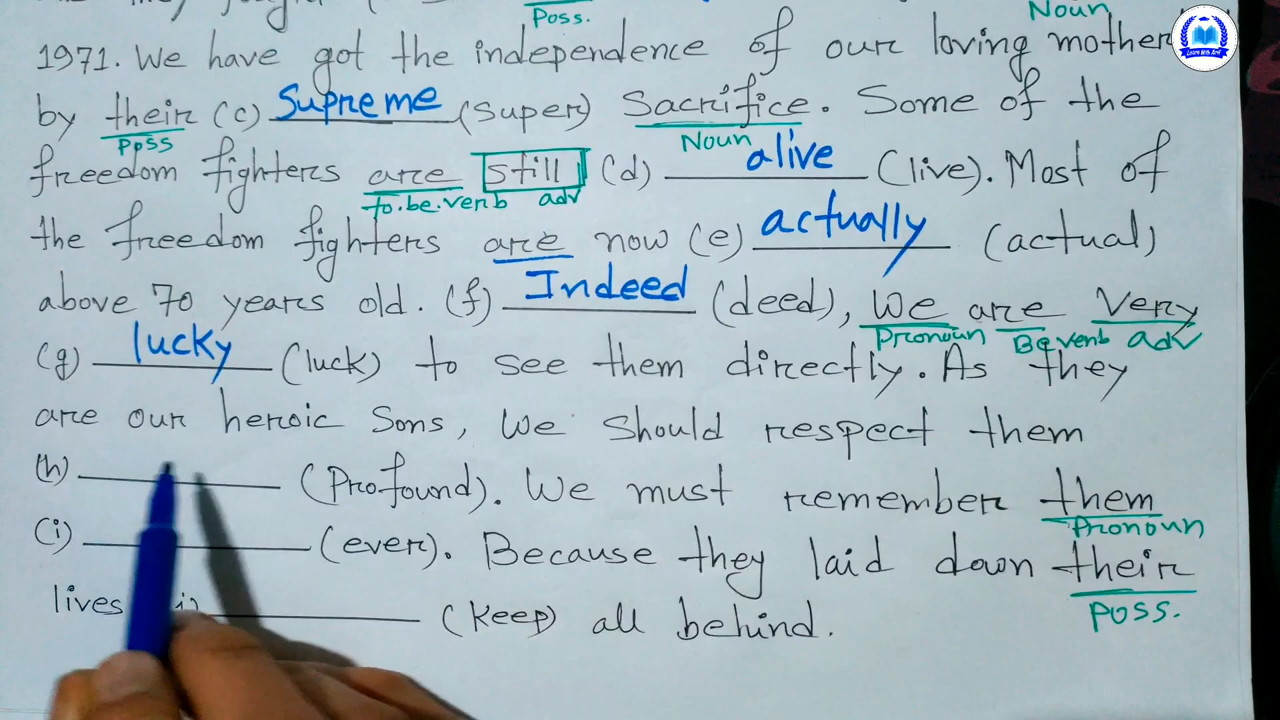 Poss. Noun
1971. We have got the independence of our loving mother
by their (c) Supreme (Super) Sacrifice. Some of the
Poss Noun
freedom fighters are still (d) alive (live). Most of
to.be.verb adv
the freedom fighters are now (e) actually (actual)
above 70 years old. (f) Indeed (deed), We are Very
Pronoun Be verb adv
(g) lucky (luck) to see them directly. As they
are our heroic Sons, We should respect them
(h) (Profound). We must remember them
Pronoun
(i) (ever). Because they laid down their
Poss.
lives (keep) all behind.
Learn With Arif